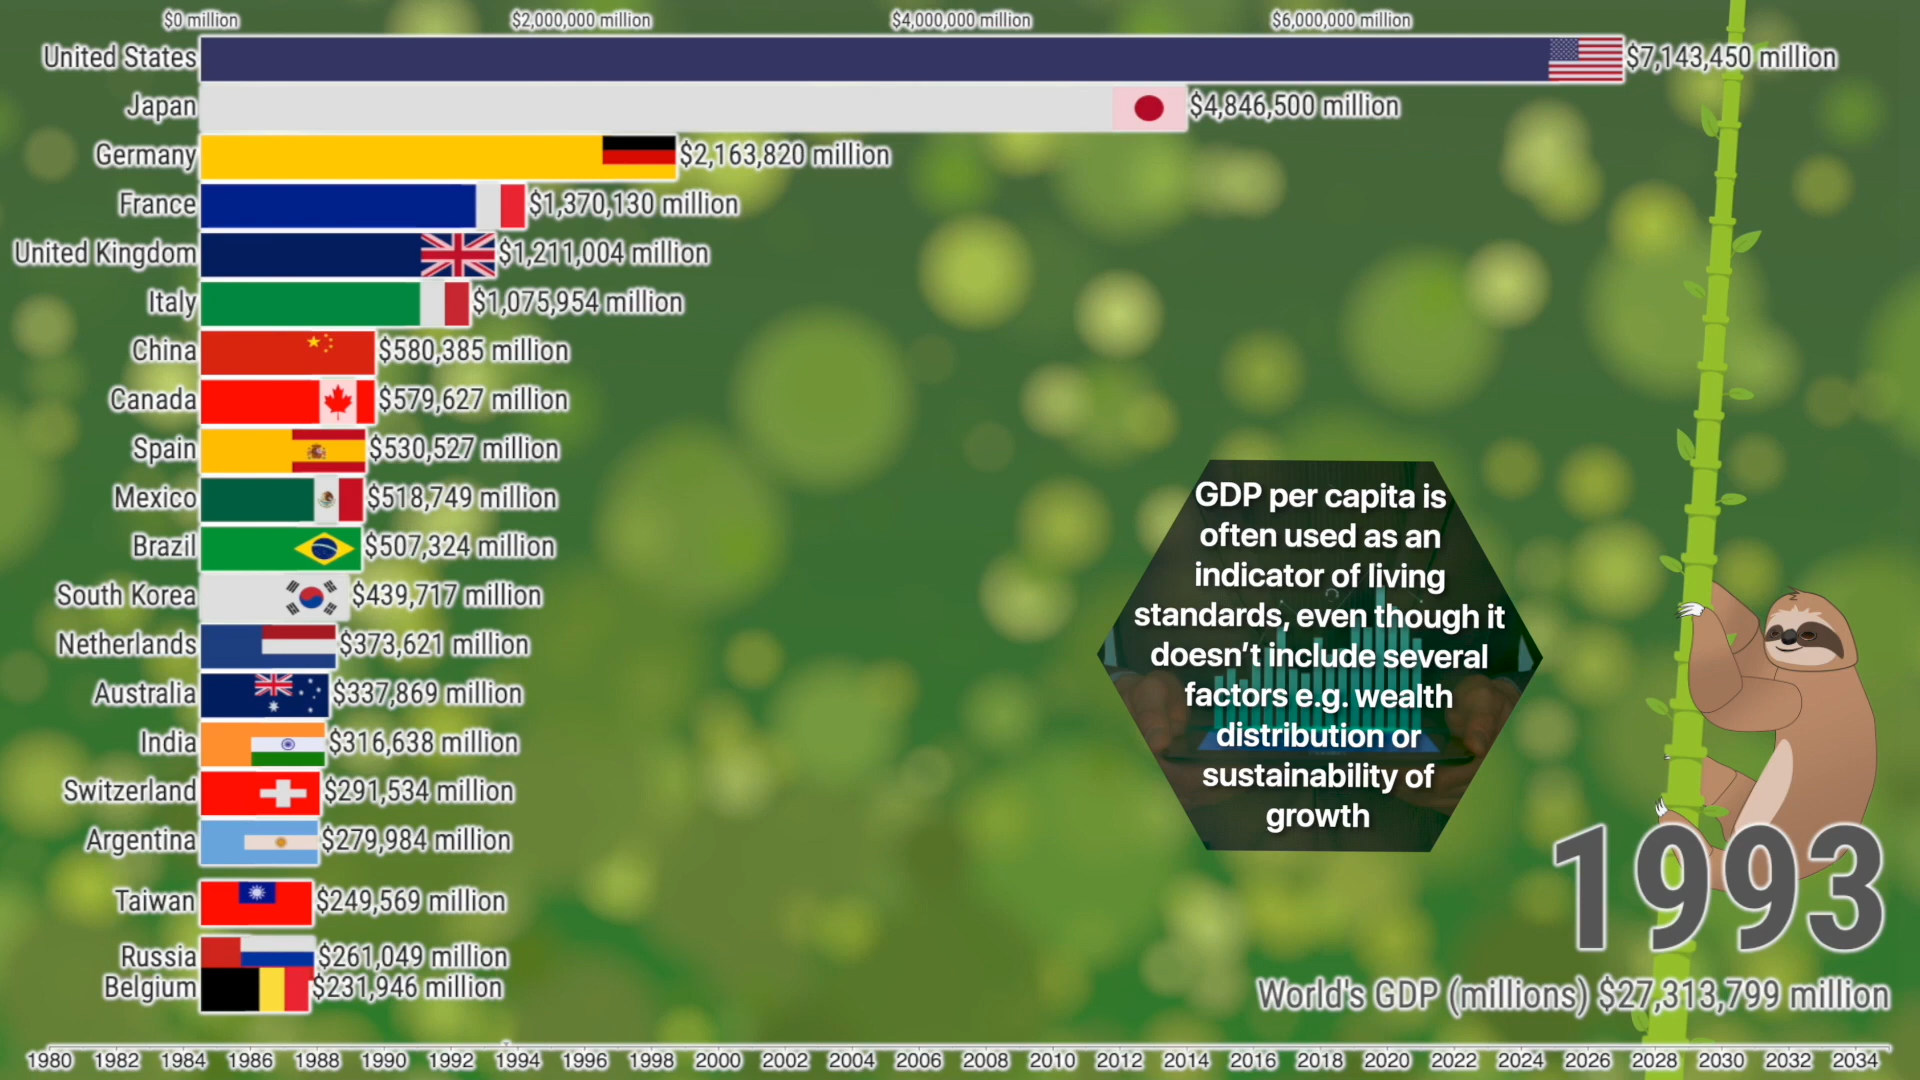 $0 million $2,000,000 million $4,000,000 million $6,000,000 million
United States $7,143,450 million
Japan $4,846,500 million
Germany $2,163,820 million
France $1,370,130 million
United Kingdom $1,211,004 million
Italy $1,075,954 million
China $580,385 million
Canada $579,627 million
Spain $530,527 million
Mexico $518,749 million
Brazil $507,324 million
South Korea $439,717 million
Netherlands $373,621 million
Australia $337,869 million
India $316,638 million
Switzerland $291,534 million
Argentina $279,984 million
Taiwan $249,569 million
Russia $261,049 million
Belgium $231,946 million
GDP per capita is
often used as an
indicator of living
standards, even though it
doesn't include several
factors e.g. wealth
distribution or
sustainability of
growth
1993
World's GDP (millions) $27,313,799 million
1980 1982 1984 1986 1988 1990 1992 1994 1996 1998 2000 2002 2004 2006 2008 2010 2012 2014 2016 2018 2020 2022 2024 2026 2028 2030 2032 2034